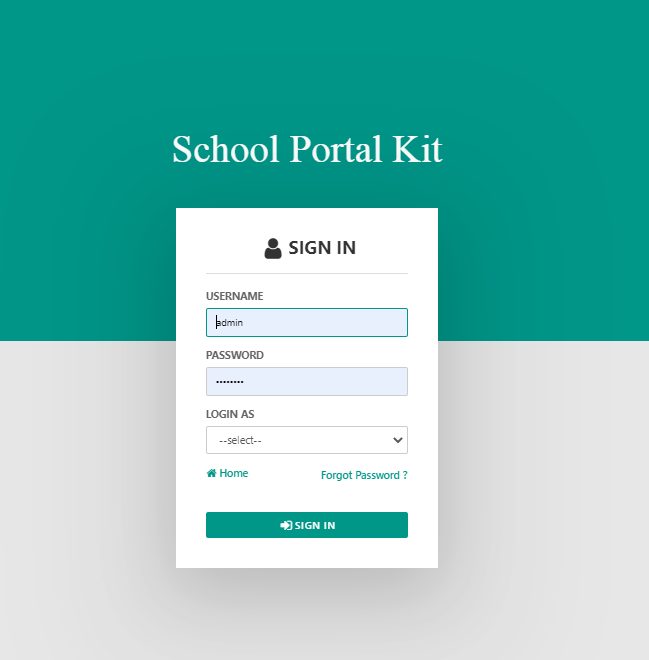 School Portal Kit
SIGN IN
USERNAME
admin
PASSWORD
••••••••
LOGIN AS
--select--
Home Forgot Password ?
SIGN IN